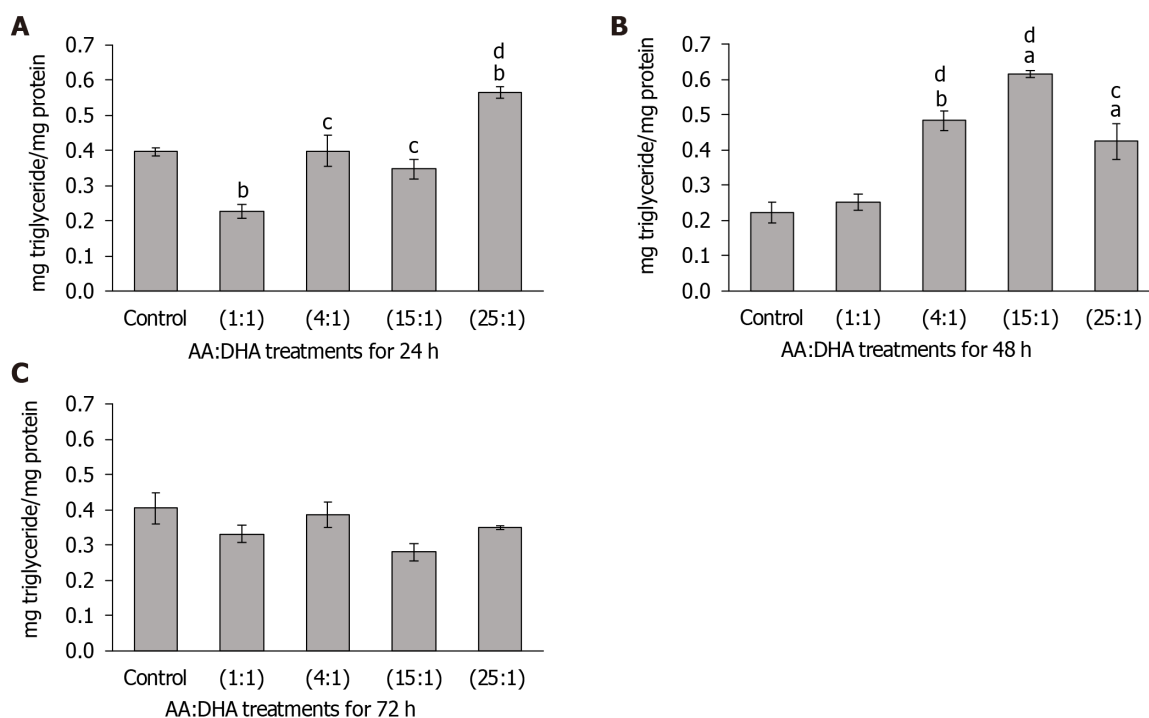 A
mg triglyceride/mg protein
0.7
0.6
0.5
0.4
0.3
0.2
0.1
0.0
b
c
c
d
b
Control (1:1) (4:1) (15:1) (25:1)
AA:DHA treatments for 24 h
B
mg triglyceride/mg protein
0.7
0.6
0.5
0.4
0.3
0.2
0.1
0.0
d
b
d
a
c
a
Control (1:1) (4:1) (15:1) (25:1)
AA:DHA treatments for 48 h
C
mg triglyceride/mg protein
0.7
0.6
0.5
0.4
0.3
0.2
0.1
0.0
Control (1:1) (4:1) (15:1) (25:1)
AA:DHA treatments for 72 h